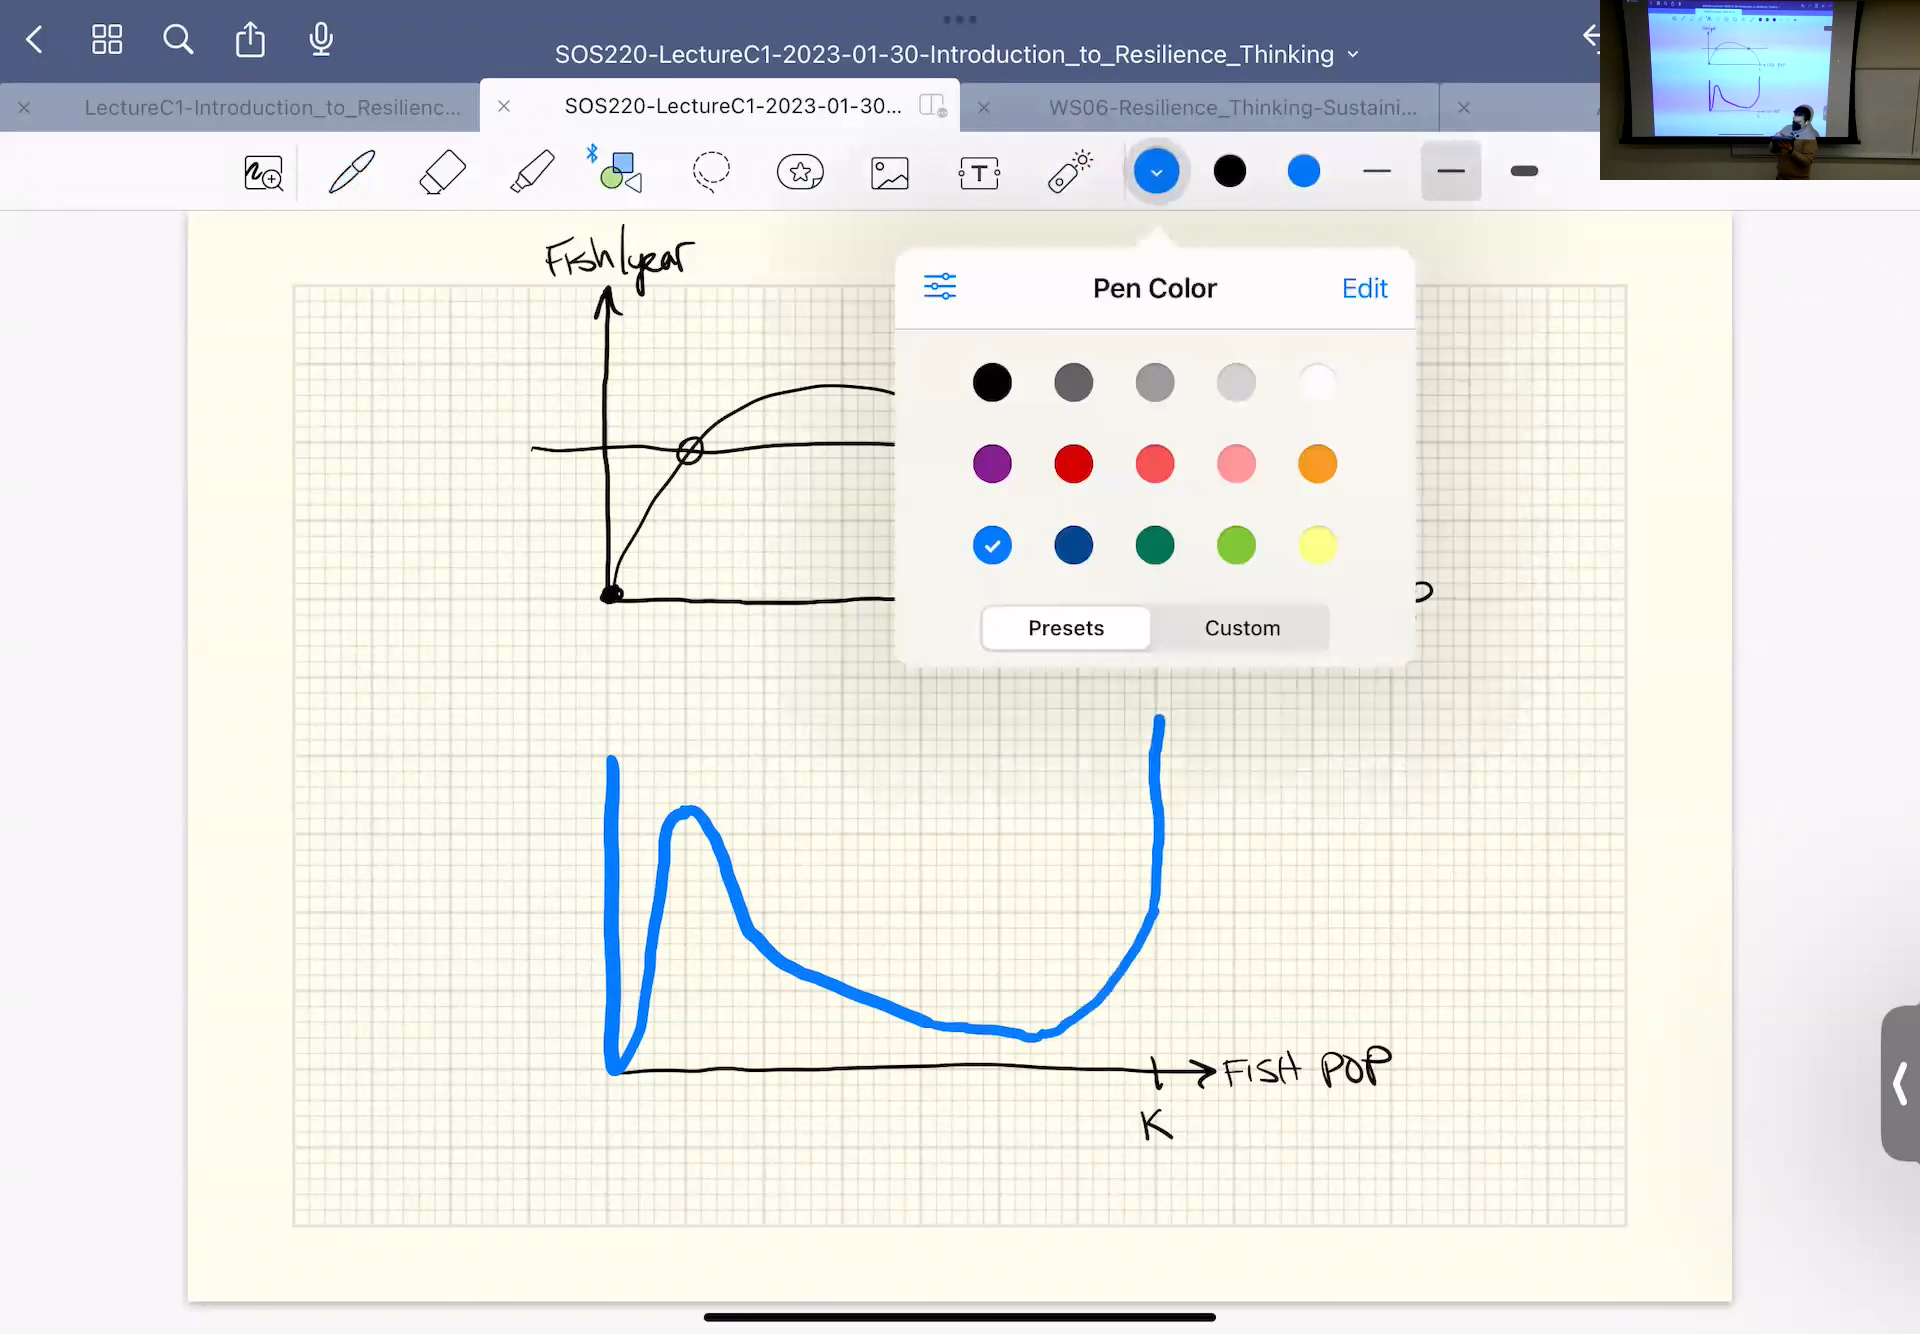 SOS220-LectureC1-2023-01-30-Introduction_to_Resilience_Thinking
LectureC1-Introduction_to_Resilienc...
SOS220-LectureC1-2023-01-30...
WS06-Resilience_Thinking-Sustaini...
T
Fish/year
Pen Color
Edit
Presets
Custom
P
FISH POP
K